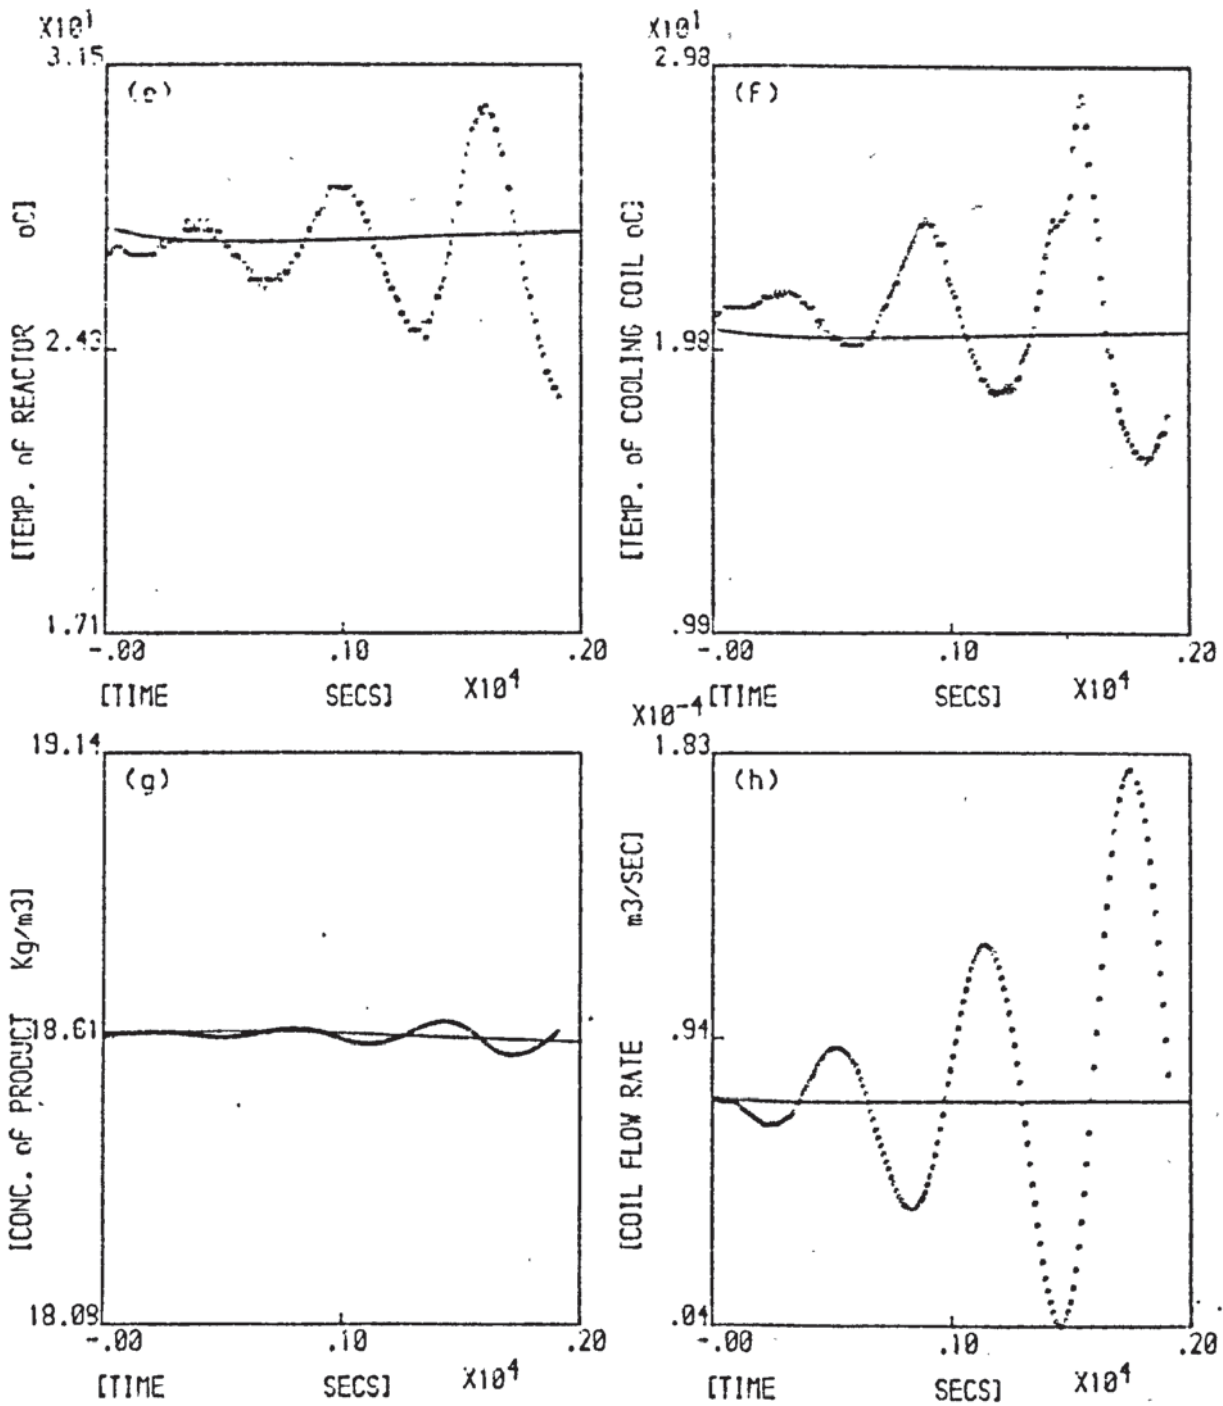 X10¹ X10¹
3.15 2.98
(e) (f)
[TEMP. of REACTOR oC]
[TEMP. of COOLING COIL oC]
2.43 1.98
1.71 .99
-.00 .10 .20 -.00 .10 .20
[TIME SECS] X10⁴ [TIME SECS] X10⁴
X10⁻⁴
19.14 1.83
(g) (h)
[CONC. of PRODUCT Kg/m3]
[COIL FLOW RATE m3/SEC]
18.61 .94
18.09 .04
-.00 .10 .20 -.00 .10 .20
[TIME SECS] X10⁴ [TIME SECS] X10⁴